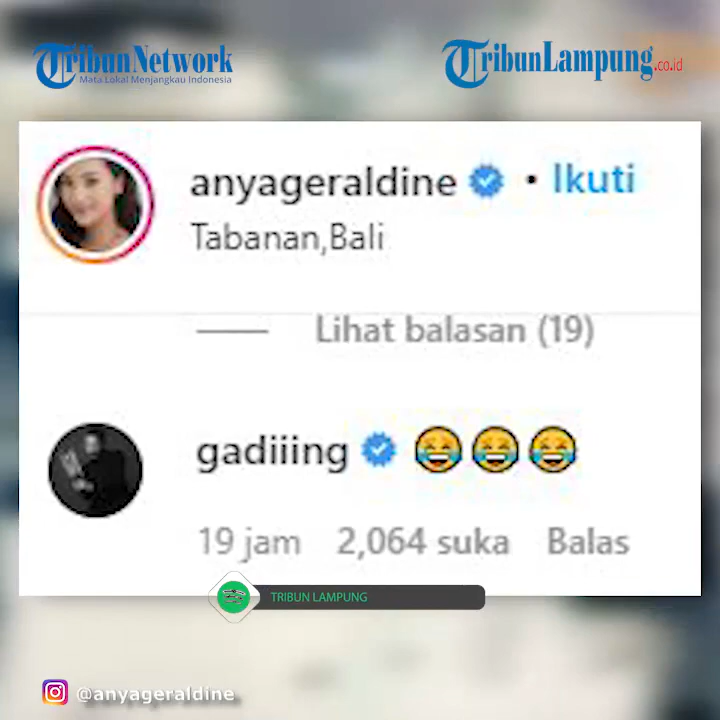 TribunNetwork
Mata Lokal Menjangkau Indonesia
TribunLampung.co.id
anyageraldine • Ikuti
Tabanan,Bali
Lihat balasan (19)
gadiiing 😂😂😂
19 jam 2,064 suka Balas
TRIBUN LAMPUNG
@anyageraldine